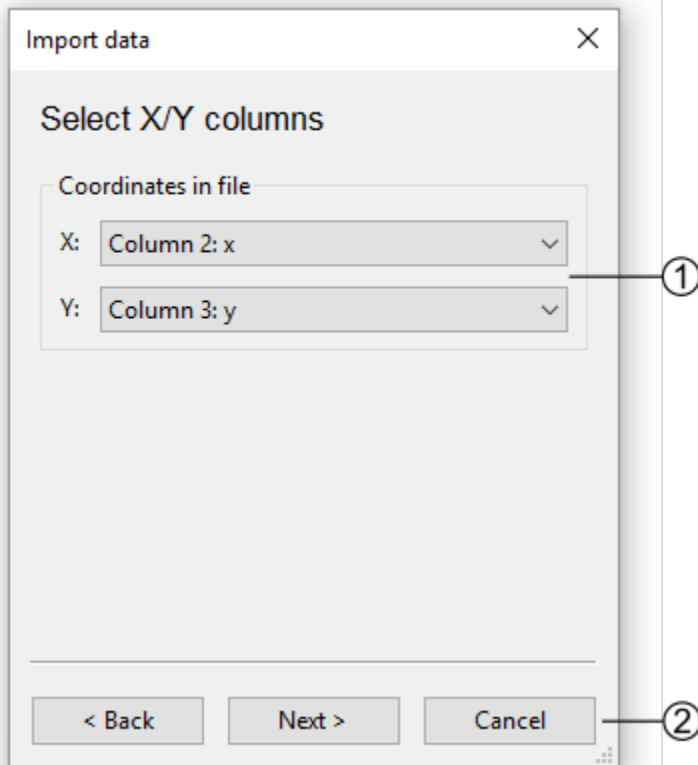 Import data
Select X/Y columns
Coordinates in file
X: Column 2: x
1
Y: Column 3: y
< Back Next > Cancel 2